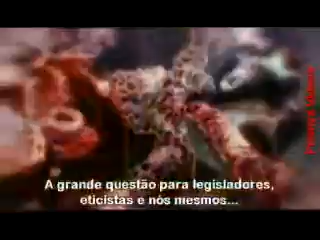 A grande questão para legisladores,
eticistas e nós mesmos...